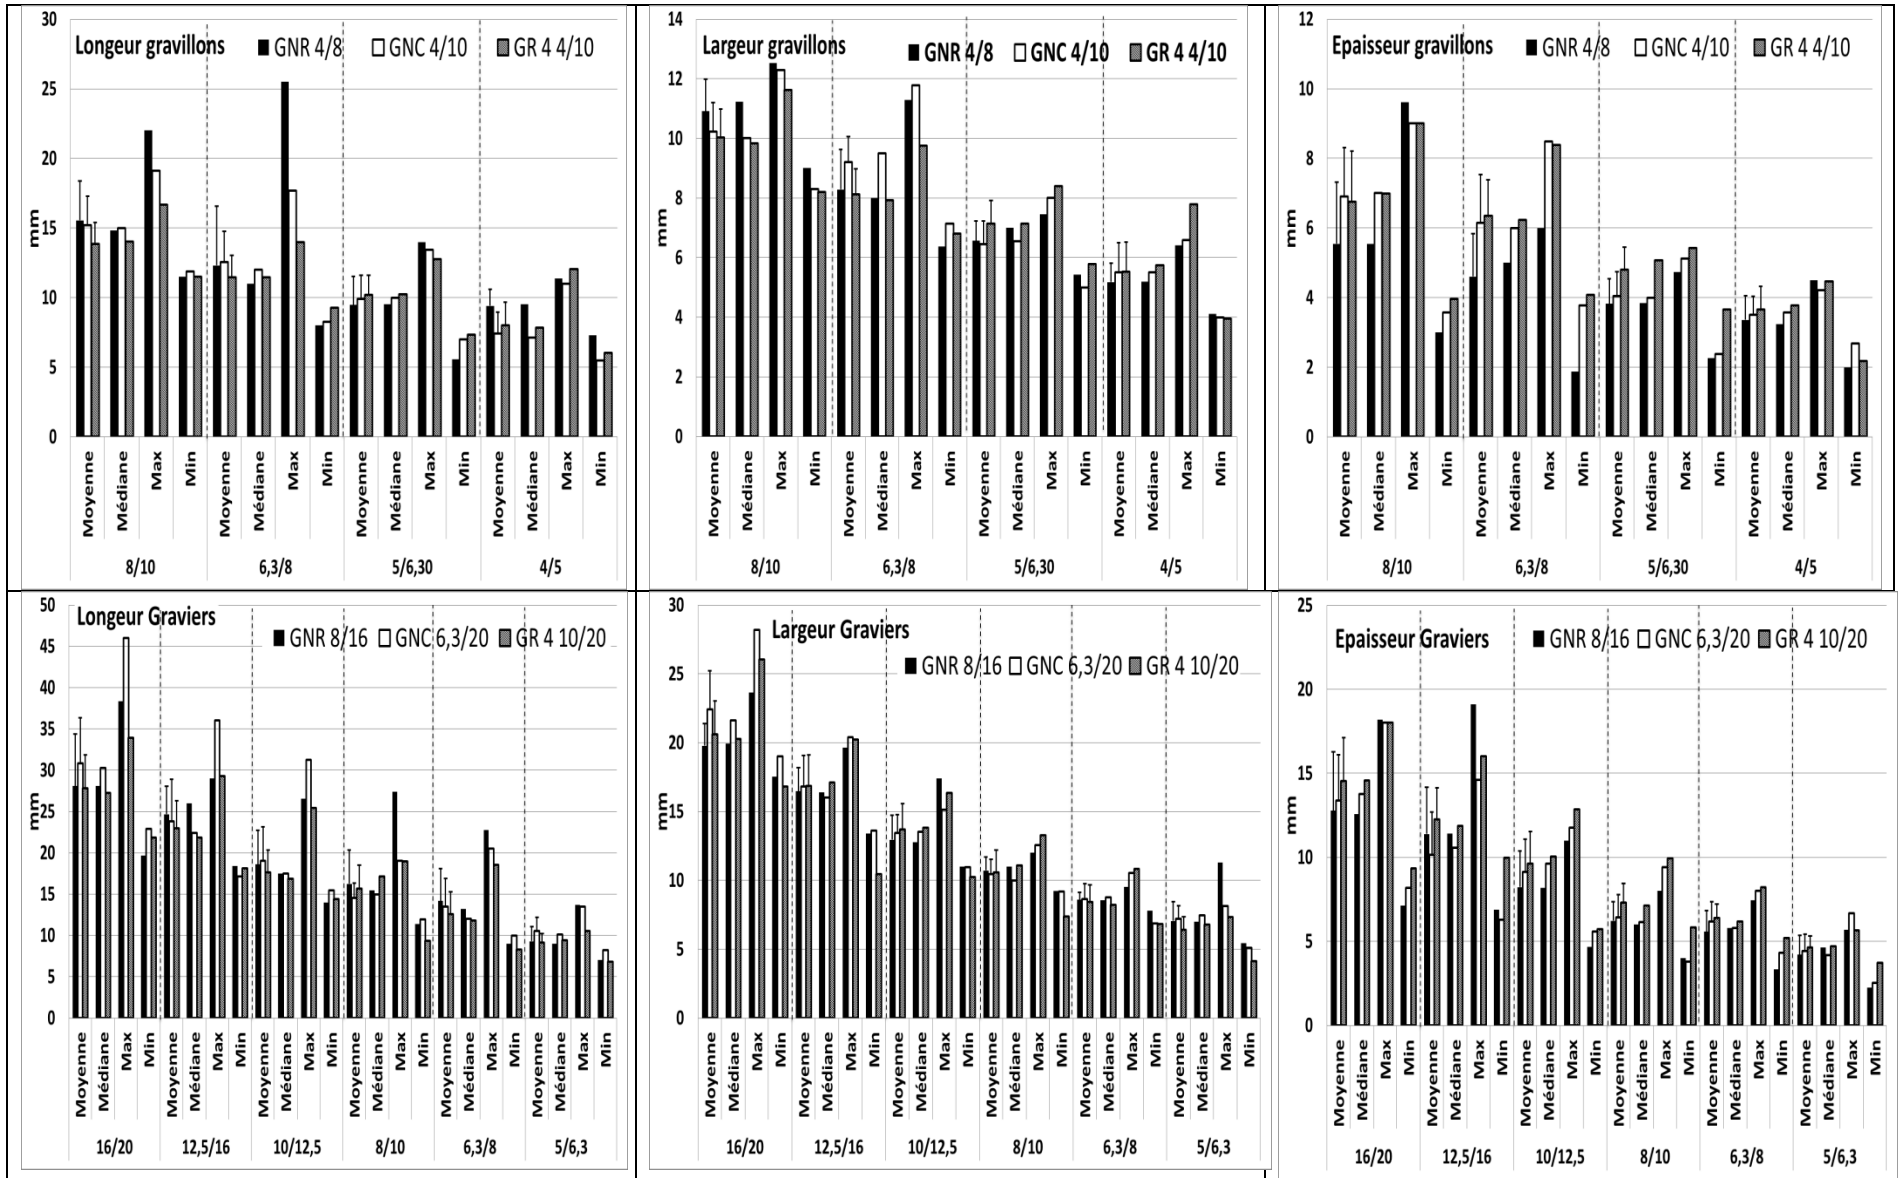 Longeur gravillons GNR 4/8 GNC 4/10 GR 4 4/10
30
25
20
15
10
5
0
mm
Moyenne Médiane Max Min Moyenne Médiane Max Min Moyenne Médiane Max Min Moyenne Médiane Max Min
8/10 6,3/8 5/6,30 4/5
Largeur gravillons GNR 4/8 GNC 4/10 GR 4 4/10
14
12
10
8
6
4
2
0
mm
Moyenne Médiane Max Min Moyenne Médiane Max Min Moyenne Médiane Max Min Moyenne Médiane Max Min
8/10 6,3/8 5/6,30 4/5
Epaisseur gravillons GNR 4/8 GNC 4/10 GR 4 4/10
12
10
8
6
4
2
0
mm
Moyenne Médiane Max Min Moyenne Médiane Max Min Moyenne Médiane Max Min Moyenne Médiane Max Min
8/10 6,3/8 5/6,30 4/5
Longeur Graviers
GNR 8/16 GNC 6,3/20 GR 4 10/20
50
45
40
35
30
25
20
15
10
5
0
mm
Moyenne Médiane Max Min Moyenne Médiane Max Min Moyenne Médiane Max Min Moyenne Médiane Max Min Moyenne Médiane Max Min Moyenne Médiane Max Min
16/20 12,5/16 10/12,5 8/10 6,3/8 5/6,3
Largeur Graviers
GNR 8/16 GNC 6,3/20 GR 4 10/20
30
25
20
15
10
5
0
mm
Moyenne Médiane Max Min Moyenne Médiane Max Min Moyenne Médiane Max Min Moyenne Médiane Max Min Moyenne Médiane Max Min Moyenne Médiane Max Min
16/20 12,5/16 10/12,5 8/10 6,3/8 5/6,3
Epaisseur Graviers GNR 8/16 GNC 6,3/20 GR 4 10/20
25
20
15
10
5
0
mm
Moyenne Médiane Max Min Moyenne Médiane Max Min Moyenne Médiane Max Min Moyenne Médiane Max Min Moyenne Médiane Max Min Moyenne Médiane Max Min
16/20 12,5/16 10/12,5 8/10 6,3/8 5/6,3